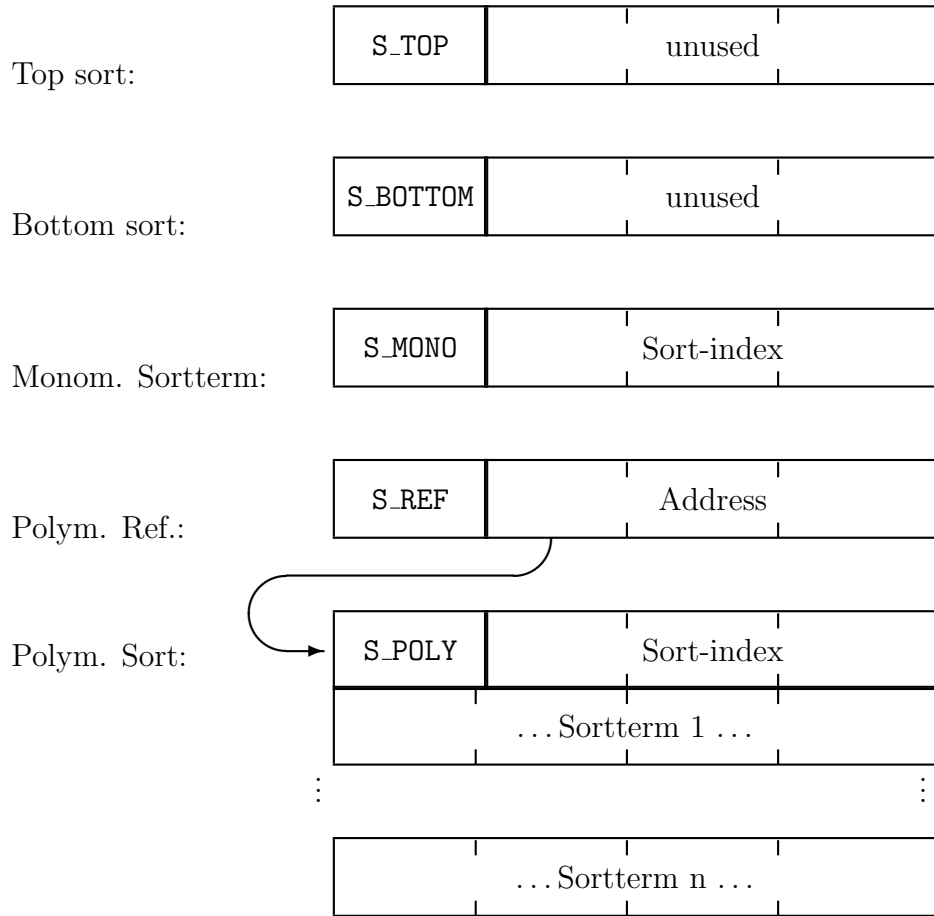 S_TOP unused
Top sort:
S_BOTTOM unused
Bottom sort:
S_MONO Sort-index
Monom. Sortterm:
S_REF Address
Polym. Ref.:
Polym. Sort: S_POLY Sort-index
...Sortterm 1 ...
⋮ ⋮
...Sortterm n ...